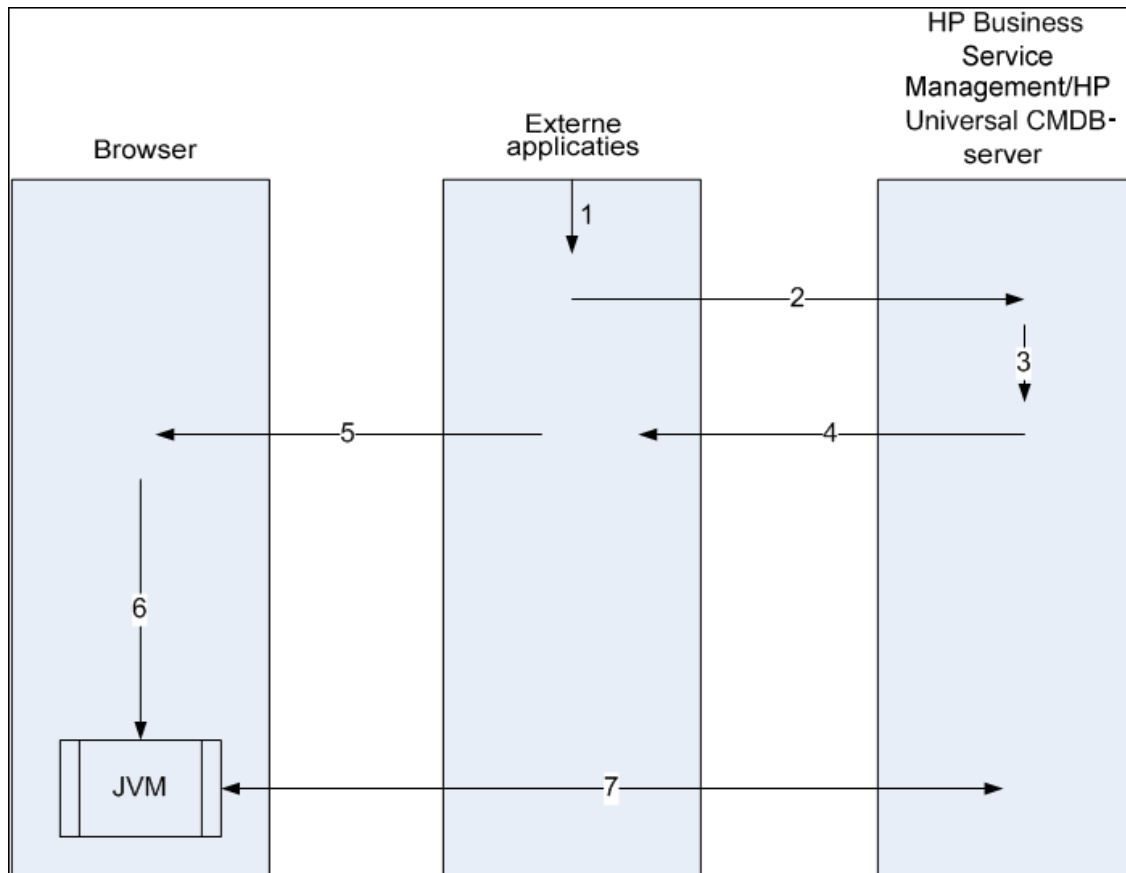 HP Business
Service
Management/HP
Universal CMDB-
server
Externe
applicaties
Browser
1
2
3
5
4
6
JVM
7